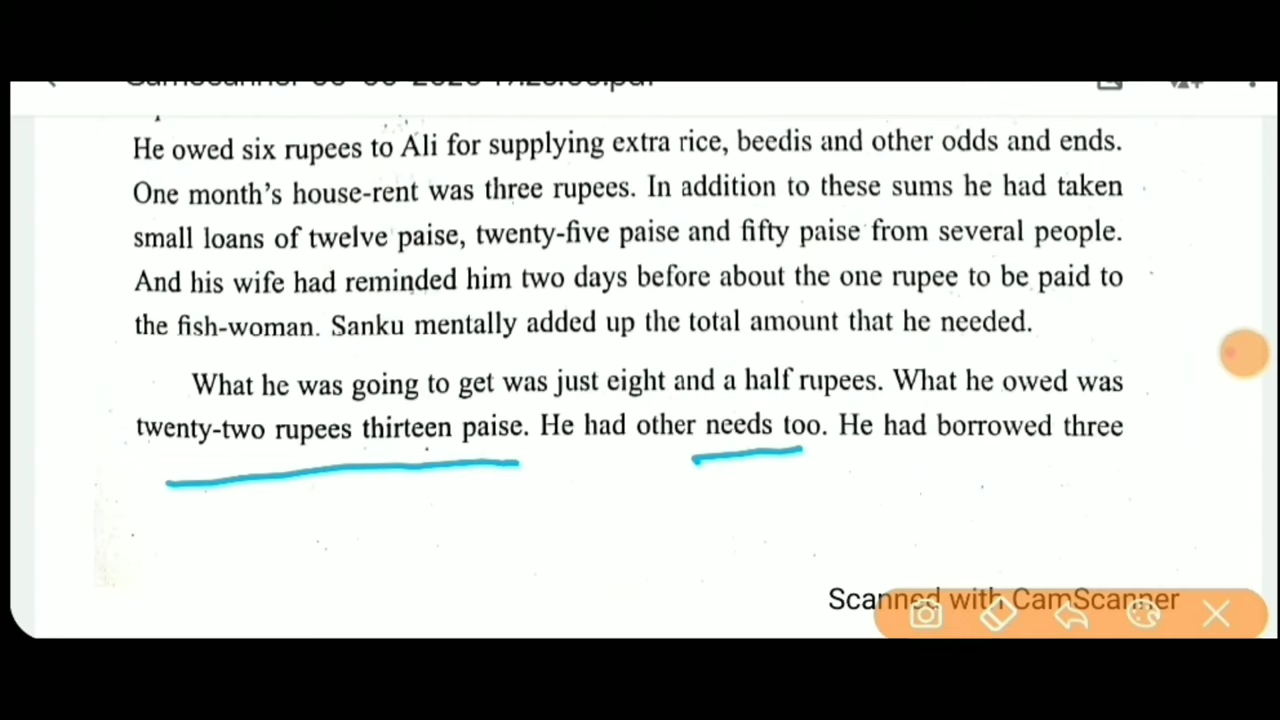 He owed six rupees to Ali for supplying extra rice, beedis and other odds and ends.
One month's house-rent was three rupees. In addition to these sums he had taken
small loans of twelve paise, twenty-five paise and fifty paise from several people.
And his wife had reminded him two days before about the one rupee to be paid to
the fish-woman. Sanku mentally added up the total amount that he needed.
What he was going to get was just eight and a half rupees. What he owed was
twenty-two rupees thirteen paise. He had other needs too. He had borrowed three
Scanned with CamScanner